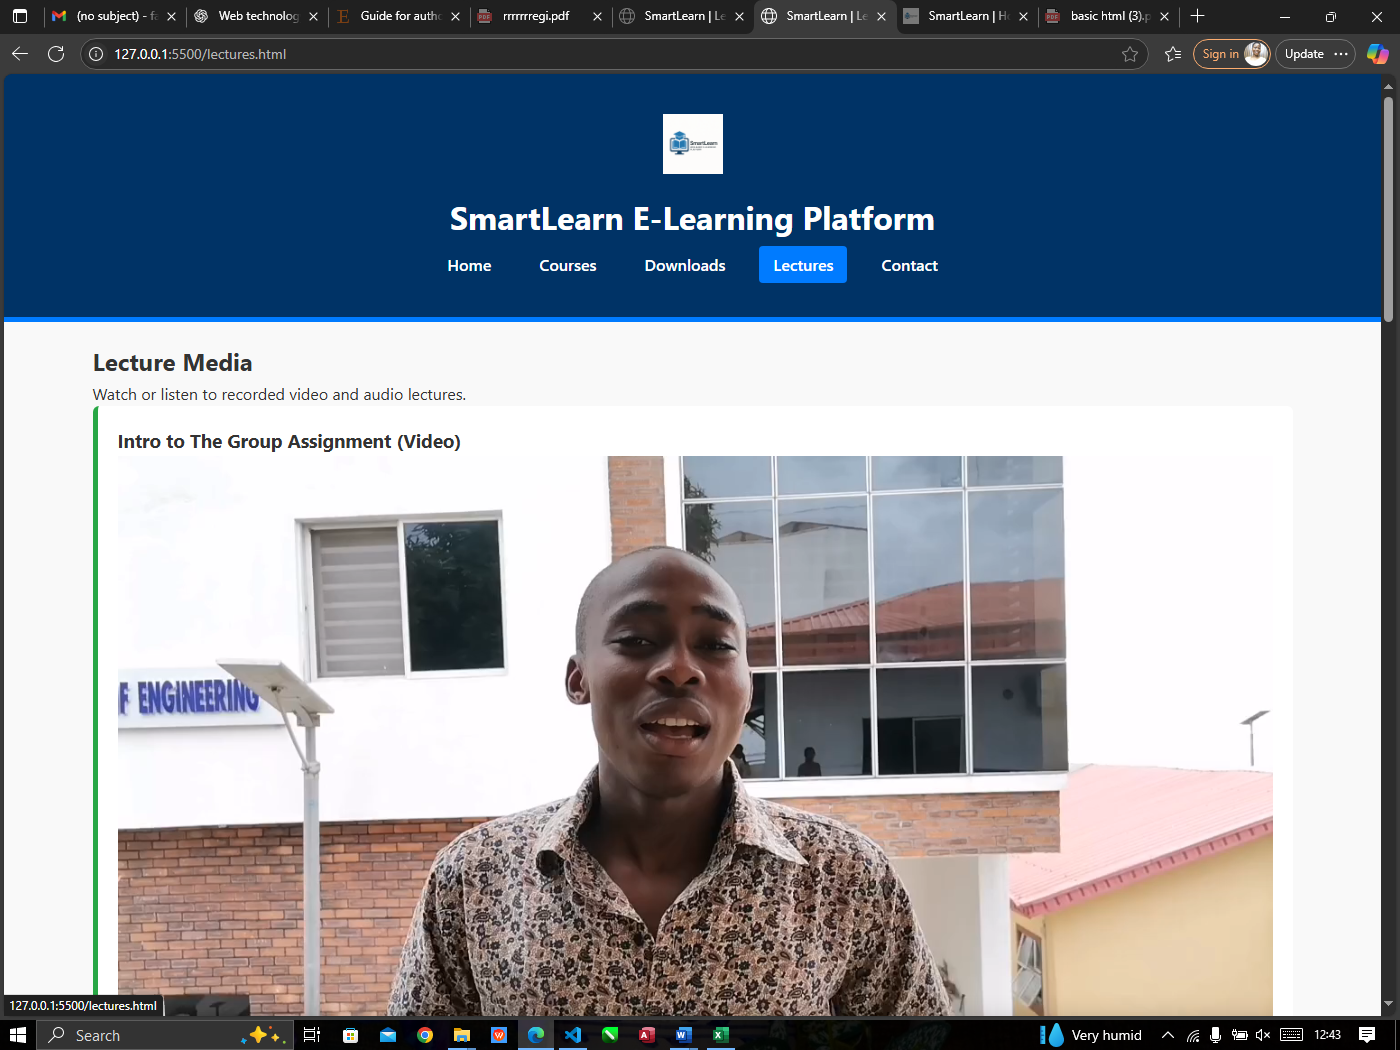 (no subject) - fa
Web technolog
Guide for autho
rrrrrrregi.pdf
SmartLearn | Le
SmartLearn | Le
SmartLearn | H
basic html (3).p
127.0.0.1:5500/lectures.html
Sign in
Update
SmartLearn
SmartLearn E-Learning Platform
Home
Courses
Downloads
Lectures
Contact
Lecture Media
Watch or listen to recorded video and audio lectures.
Intro to The Group Assignment (Video)
F ENGINEERING
127.0.0.1:5500/lectures.html
Search
Very humid
12:43